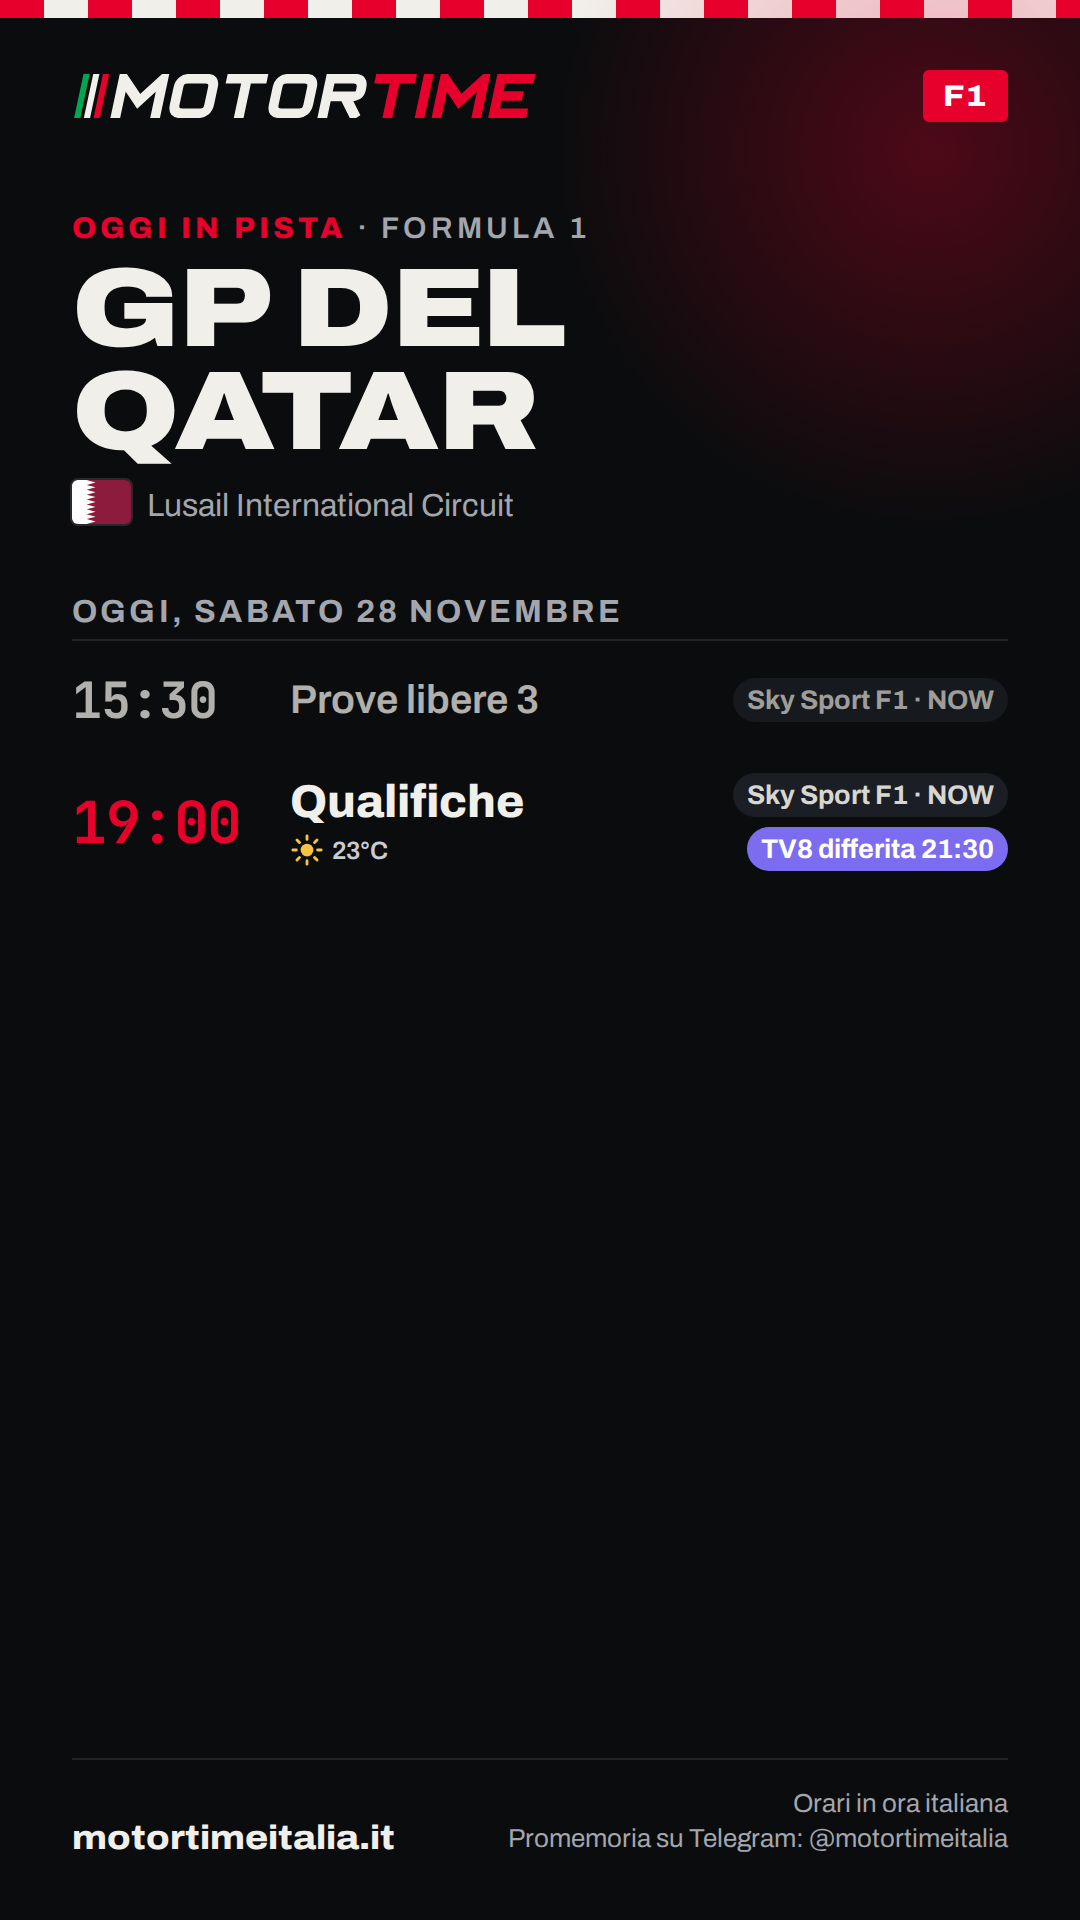 MOTORTIME
F1
OGGI IN PISTA · FORMULA 1
GP DEL
QATAR
Lusail International Circuit
OGGI, SABATO 28 NOVEMBRE
15:30 Prove libere 3 Sky Sport F1 · NOW
19:00 Qualifiche Sky Sport F1 · NOW
23°C TV8 differita 21:30
Orari in ora italiana
motortimeitalia.it Promemoria su Telegram: @motortimeitalia